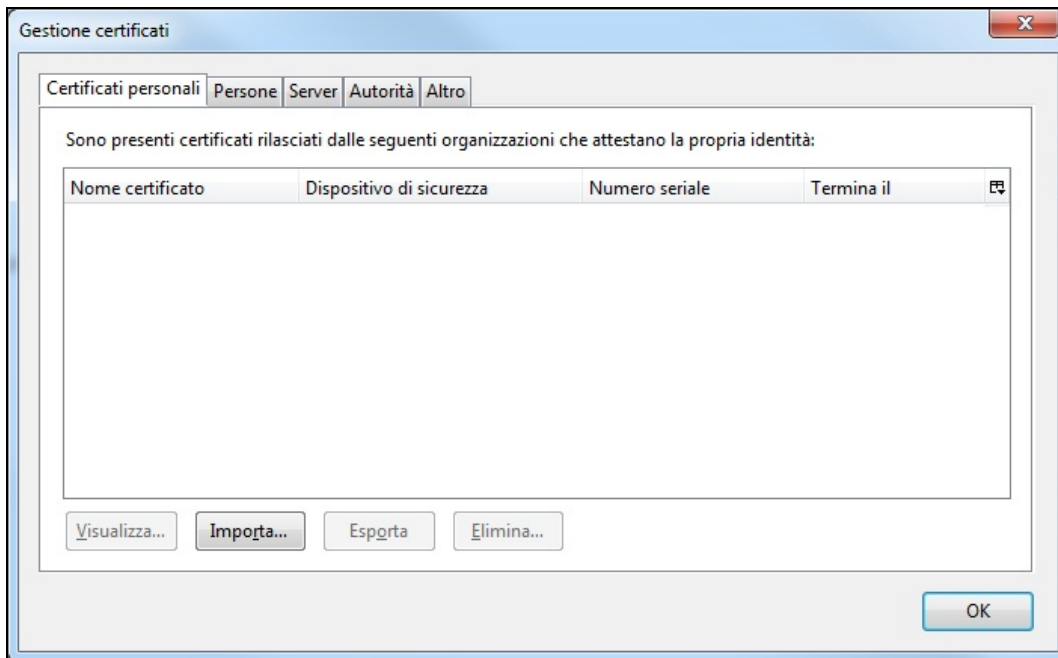 Gestione certificati
Certificati personali Persone Server Autorità Altro
Sono presenti certificati rilasciati dalle seguenti organizzazioni che attestano la propria identità:
Nome certificato Dispositivo di sicurezza Numero seriale Termina il
Visualizza... Importa... Esporta Elimina...
OK